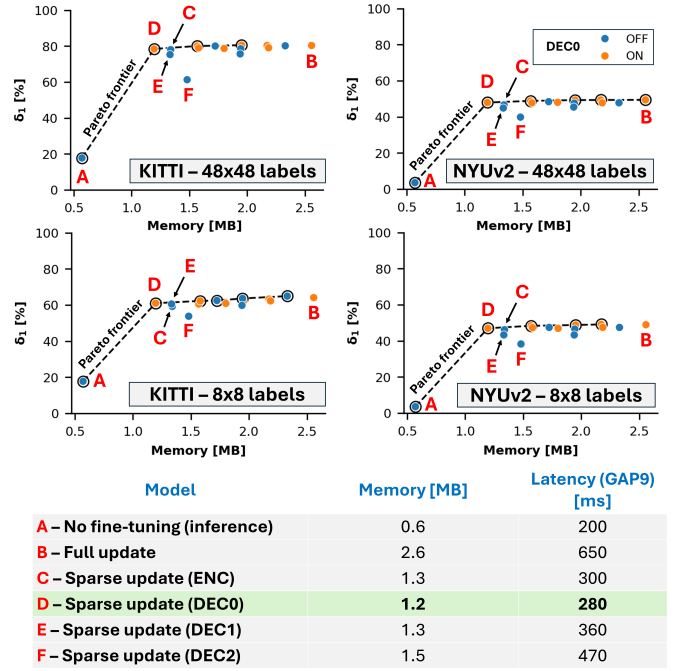 100
80
60
40
20
0
δ₁ [%]
Pareto frontier
A
D
C
E
F
B
KITTI – 48x48 labels
0.5 1.0 1.5 2.0 2.5
Memory [MB]
100
80
60
40
20
0
δ₁ [%]
Pareto frontier
A
D
C
E
F
B
DEC0
OFF
ON
NYUv2 – 48x48 labels
0.5 1.0 1.5 2.0 2.5
Memory [MB]
100
80
60
40
20
0
δ₁ [%]
Pareto frontier
A
D
E
C
F
B
KITTI – 8x8 labels
0.5 1.0 1.5 2.0 2.5
Memory [MB]
100
80
60
40
20
0
δ₁ [%]
Pareto frontier
A
D
C
E
F
B
NYUv2 – 8x8 labels
0.5 1.0 1.5 2.0 2.5
Memory [MB]
Model Memory [MB] Latency (GAP9) [ms]
A – No fine-tuning (inference) 0.6 200
B – Full update 2.6 650
C – Sparse update (ENC) 1.3 300
D – Sparse update (DEC0) 1.2 280
E – Sparse update (DEC1) 1.3 360
F – Sparse update (DEC2) 1.5 470